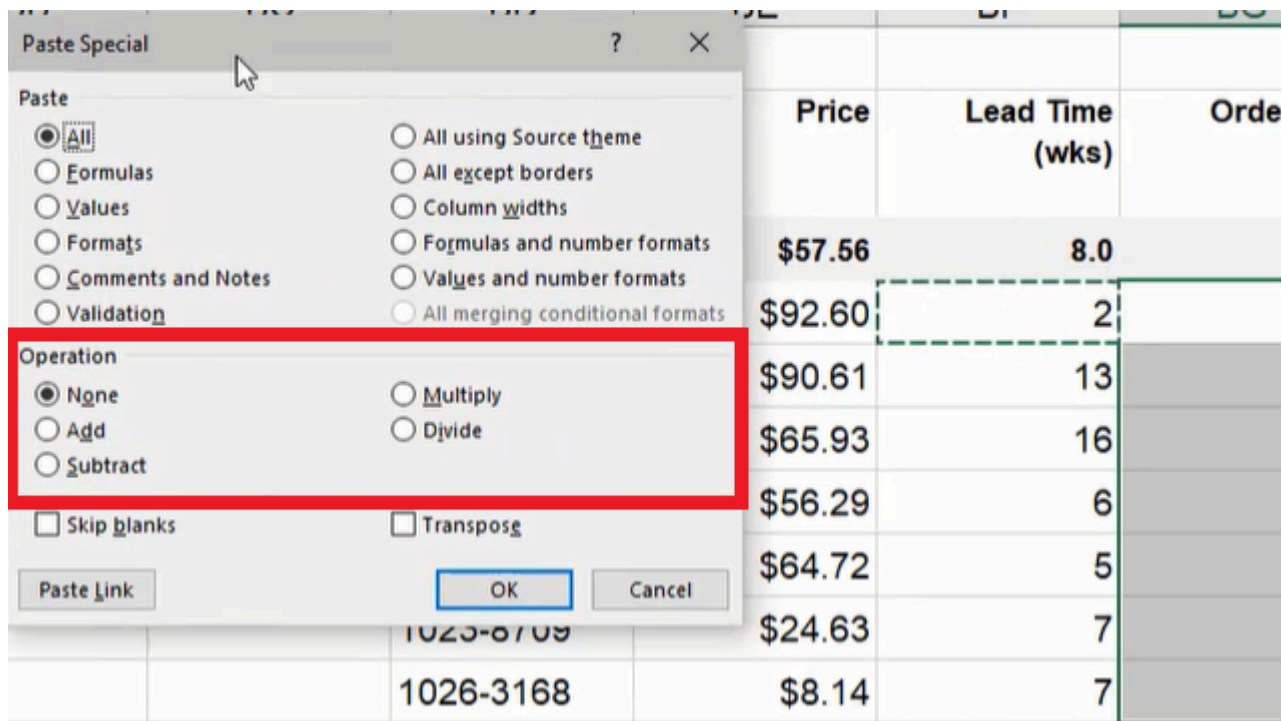 Paste Special
?
Paste
All
All using Source theme
Formulas
All except borders
Values
Column widths
Formats
Formulas and number formats
Comments and Notes
Values and number formats
Validation
All merging conditional formats
Operation
None
Multiply
Add
Divide
Subtract
Skip blanks
Transpose
Paste Link
OK
Cancel
Price
Lead Time
Orde
(wks)
$57.56
8.0
$92.60
2
$90.61
13
$65.93
16
$56.29
6
$64.72
5
1023-8709
$24.63
7
1026-3168
$8.14
7